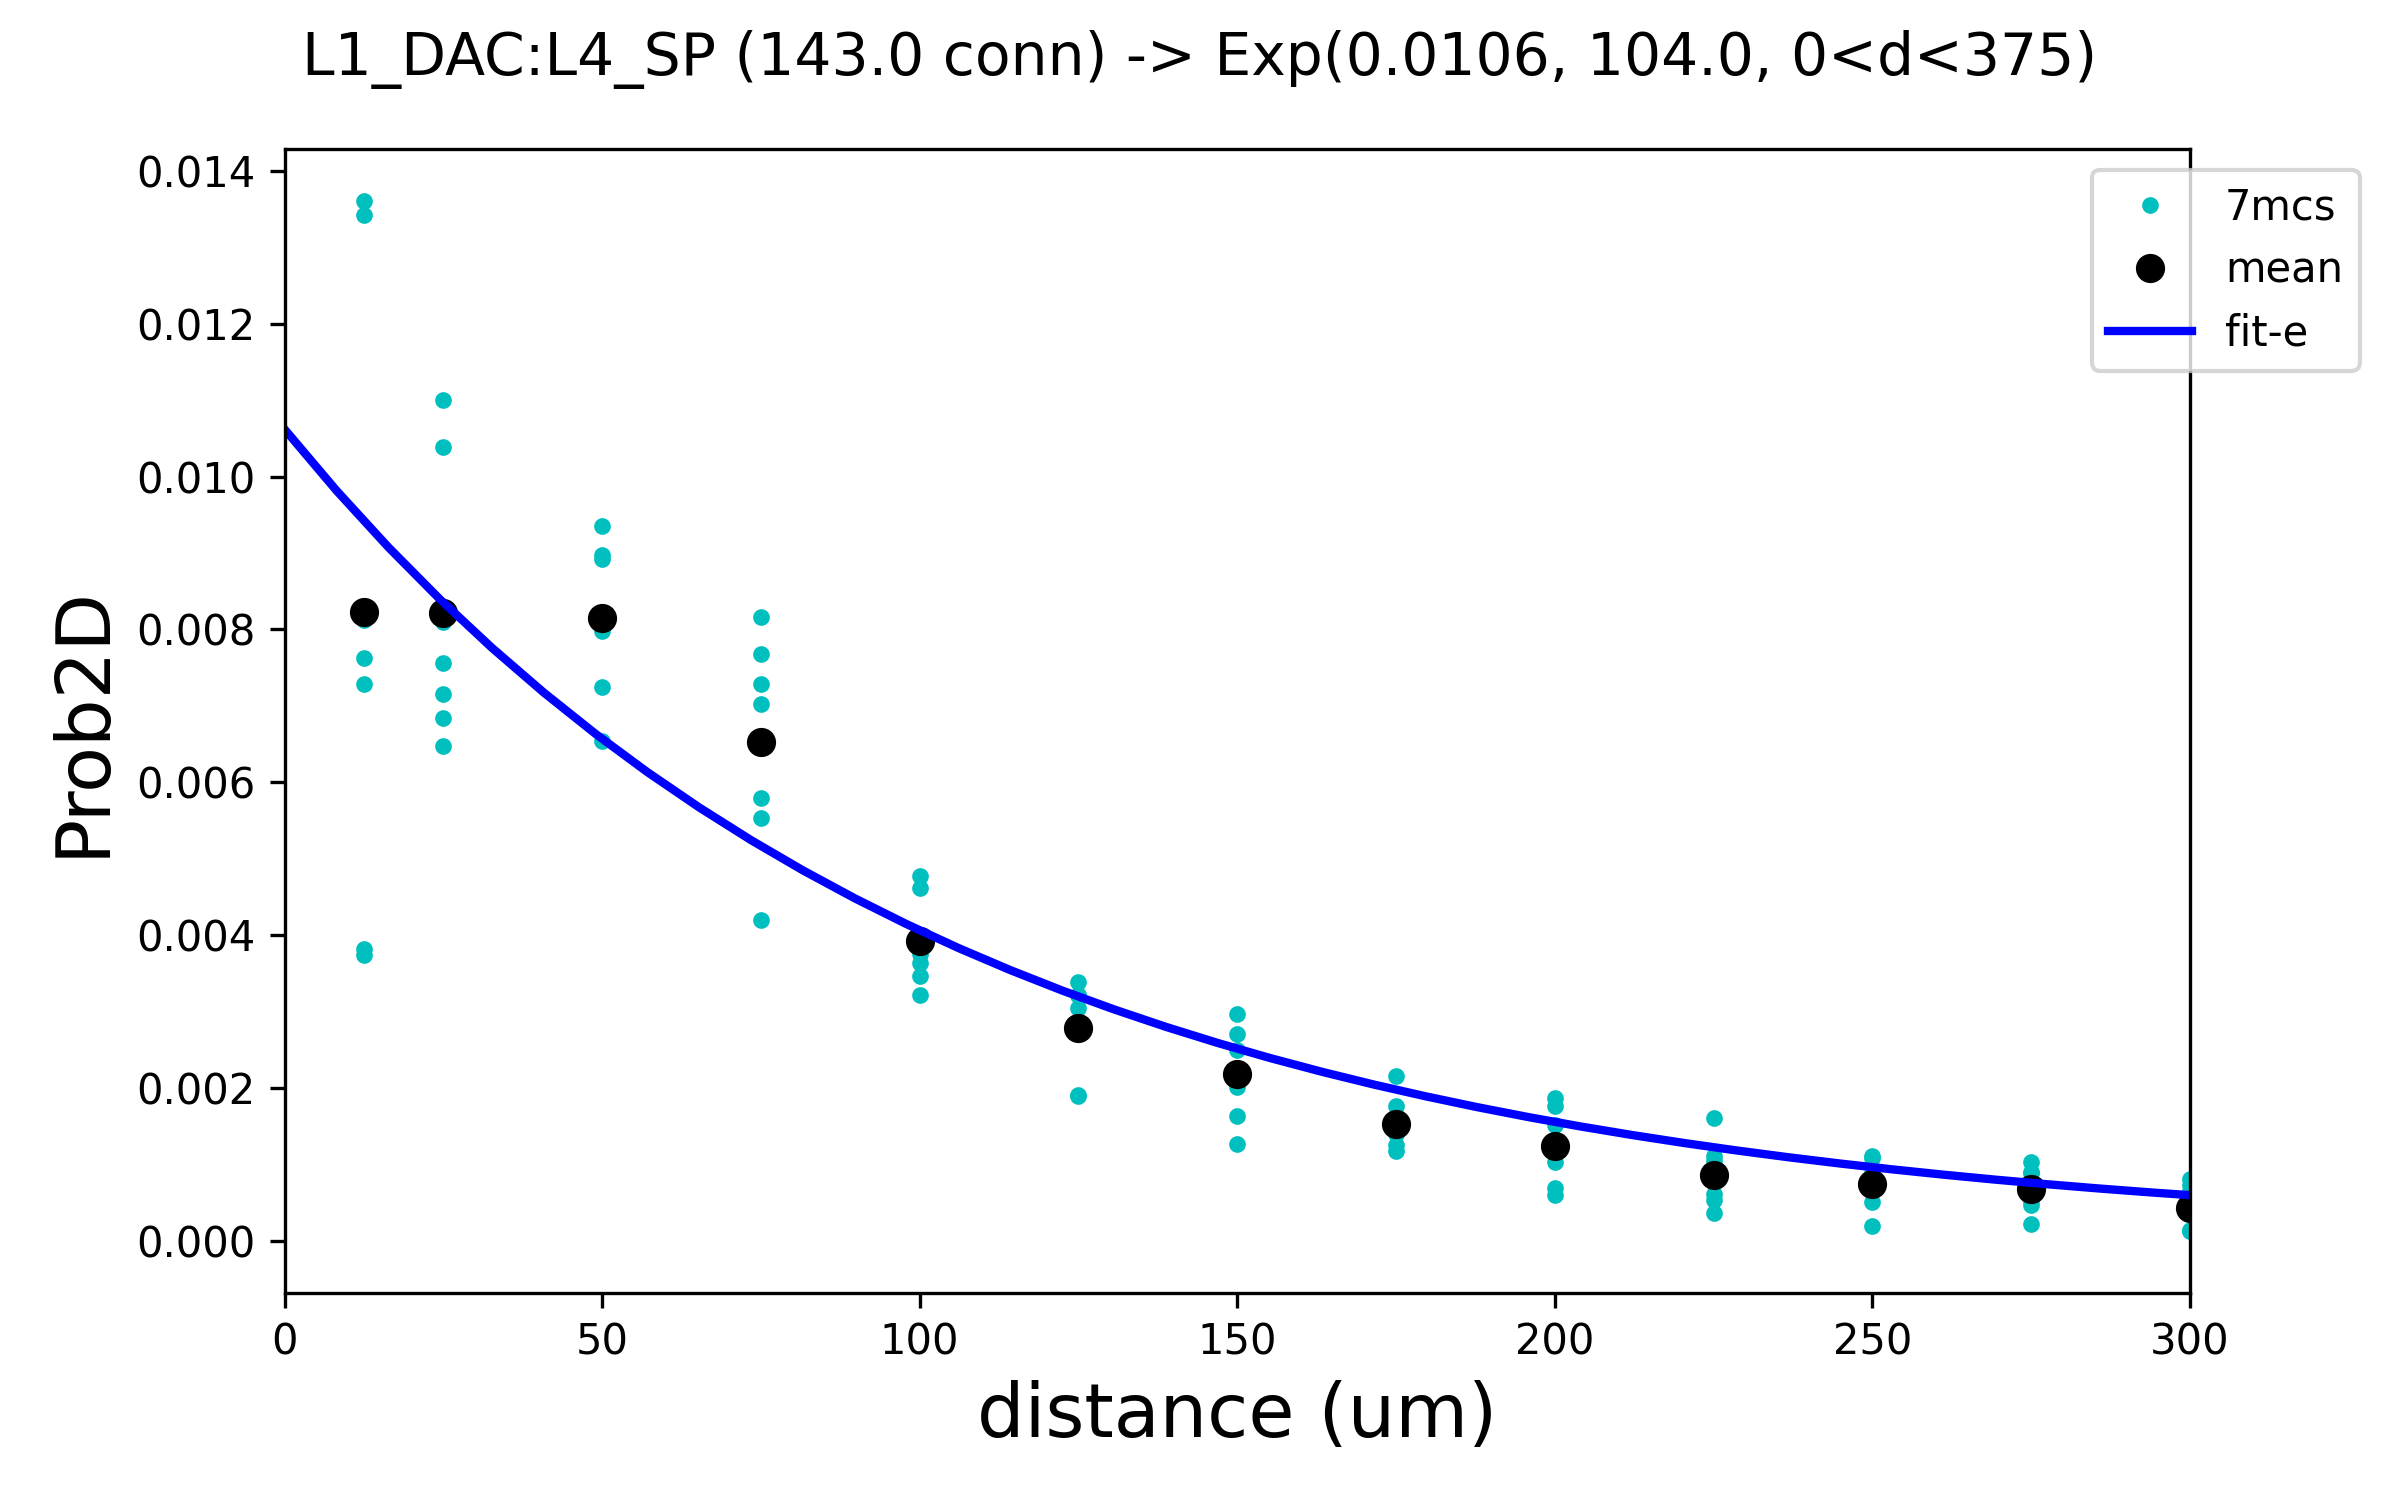 L1_DAC:L4_SP (143.0 conn) -> Exp(0.0106, 104.0, 0<d<375)
7mcs
mean
fit-e
Prob2D
0.014
0.012
0.010
0.008
0.006
0.004
0.002
0.000
0 50 100 150 200 250 300
distance (um)